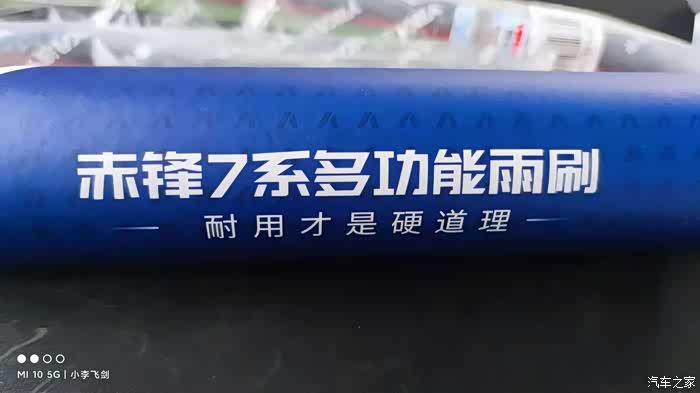 赤锋7系多功能雨刷
耐用才是硬道理
MI 10 5G | 小李飞剑
汽车之家